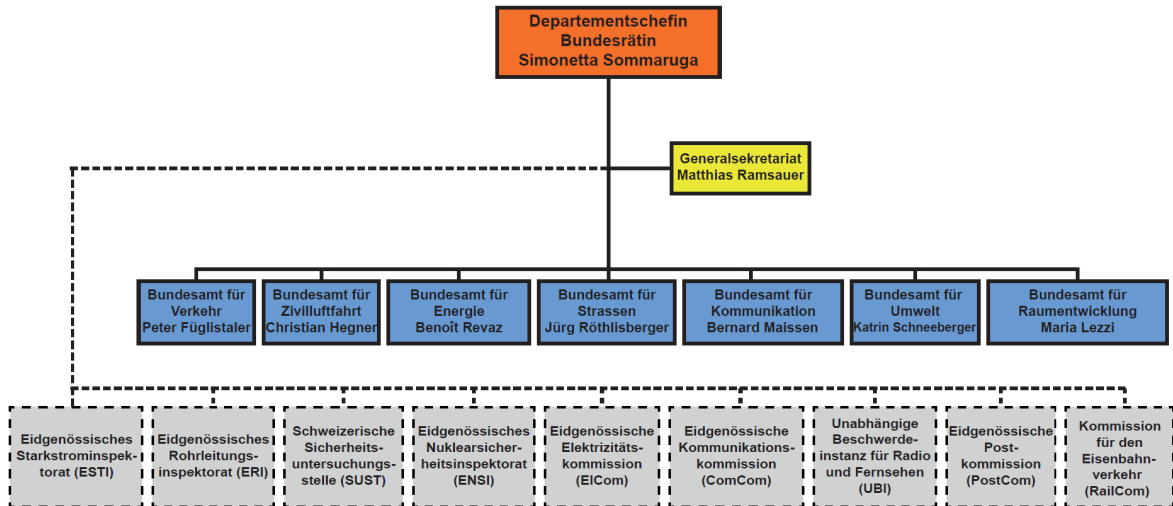 Departementschefin
Bundesrätin
Simonetta Sommaruga
Generalsekretariat
Matthias Ramsauer
Bundesamt für
Verkehr
Peter Füglistaler
Bundesamt für
Zivilluftfahrt
Christian Hegner
Bundesamt für
Energie
Benoît Revaz
Bundesamt für
Strassen
Jürg Röthlisberger
Bundesamt für
Kommunikation
Bernard Maissen
Bundesamt für
Umwelt
Katrin Schneeberger
Bundesamt für
Raumentwicklung
Maria Lezzi
Eidgenössisches
Starkstrominspek-
torat (ESTI)
Eidgenössisches
Rohrleitungs-
inspektorat (ERI)
Schweizerische
Sicherheits-
untersuchungs-
stelle (SUST)
Eidgenössisches
Nuklearsicher-
heitsinspektorat
(ENSI)
Eidgenössische
Elektrizitäts-
kommission
(ElCom)
Eidgenössische
Kommunikations-
kommission
(ComCom)
Unabhängige
Beschwerde-
instanz für Radio
und Fernsehen
(UBI)
Eidgenössische
Post-
kommission
(PostCom)
Kommission
für den
Eisenbahn-
verkehr
(RailCom)